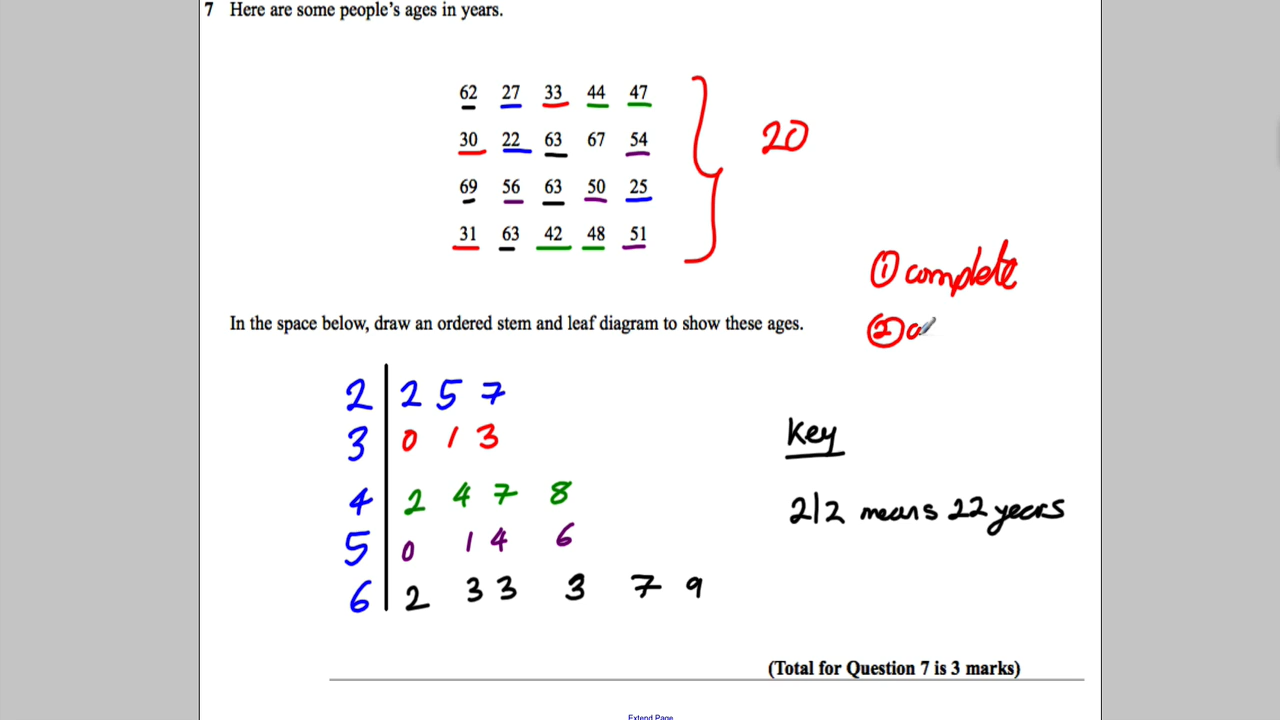 7 Here are some people's ages in years.
62 27 33 44 47
30 22 63 67 54
69 56 63 50 25
31 63 42 48 51
20
① complete
② a
In the space below, draw an ordered stem and leaf diagram to show these ages.
2 | 2 5 7
3 | 0 1 3
4 | 2 4 7 8
5 | 0 1 4 6
6 | 2 3 3 3 7 9
Key
2|2 means 22 years
(Total for Question 7 is 3 marks)
Extend Page